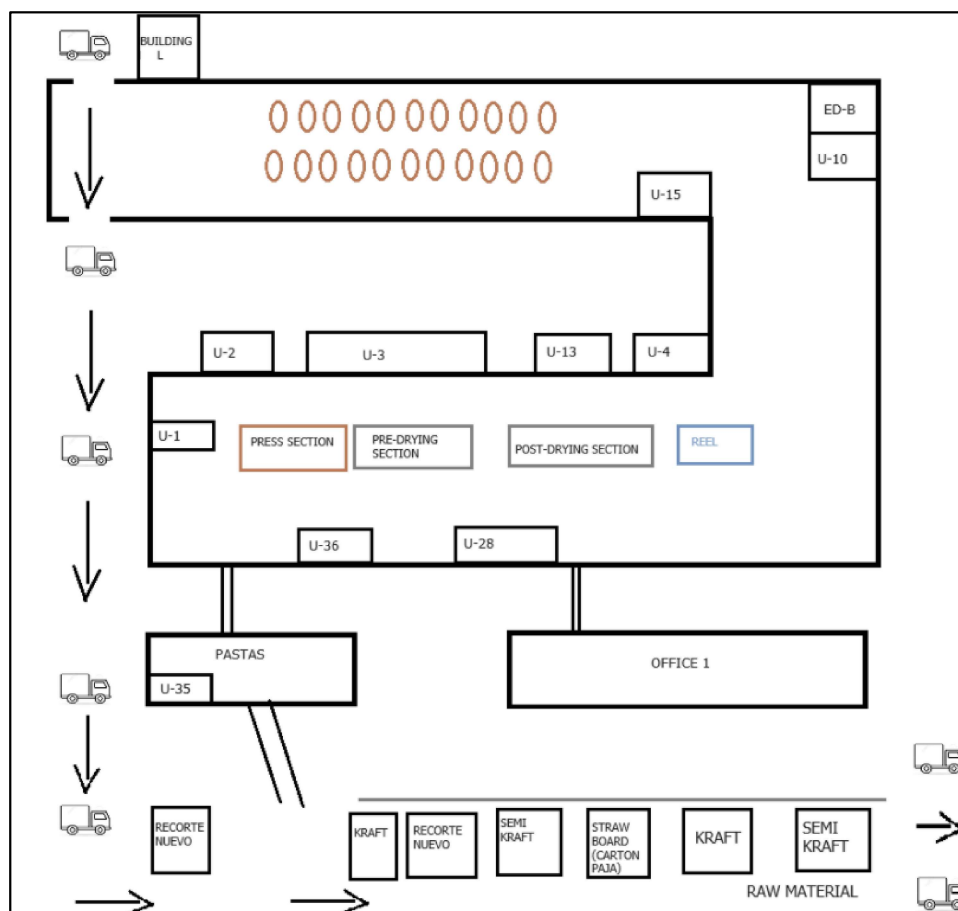 BUILDING
L
ED-B
U-10
U-15
U-2
U-3
U-13
U-4
U-1
PRESS SECTION
PRE-DRYING
SECTION
POST-DRYING SECTION
REEL
U-36
U-28
PASTAS
U-35
OFFICE 1
RECORTE
NUEVO
KRAFT
RECORTE
NUEVO
SEMI
KRAFT
STRAW
BOARD
(CARTON
PAJA)
KRAFT
SEMI
KRAFT
RAW MATERIAL